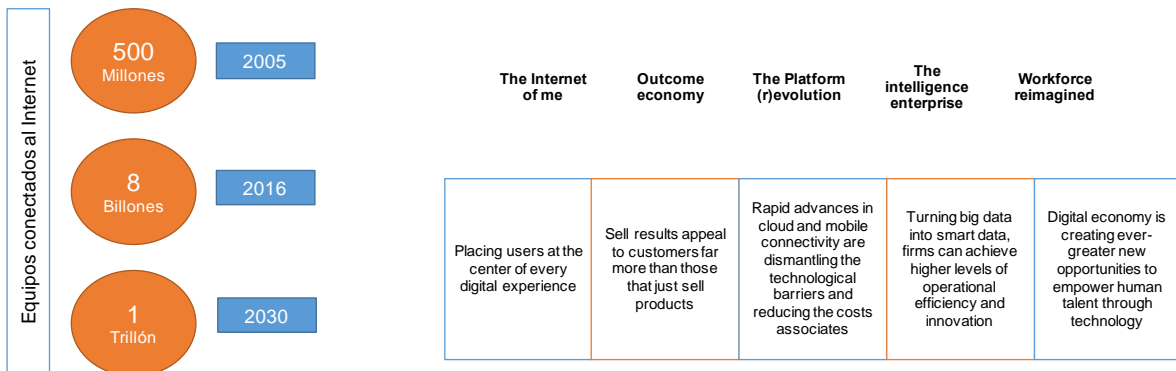 Equipos conectados al Internet
500
Millones
2005
8
Billones
2016
1
Trillón
2030
The Internet
of me
Outcome
economy
The Platform
(r)evolution
The
intelligence
enterprise
Workforce
reimagined
Placing users at the
center of every
digital experience
Sell results appeal
to customers far
more than those
that just sell
products
Rapid advances in
cloud and mobile
connectivity are
dismantling the
technological
barriers and
reducing the costs
associates
Turning big data
into smart data,
firms can achieve
higher levels of
operational
efficiency and
innovation
Digital economy is
creating ever-
greater new
opportunities to
empower human
talent through
technology